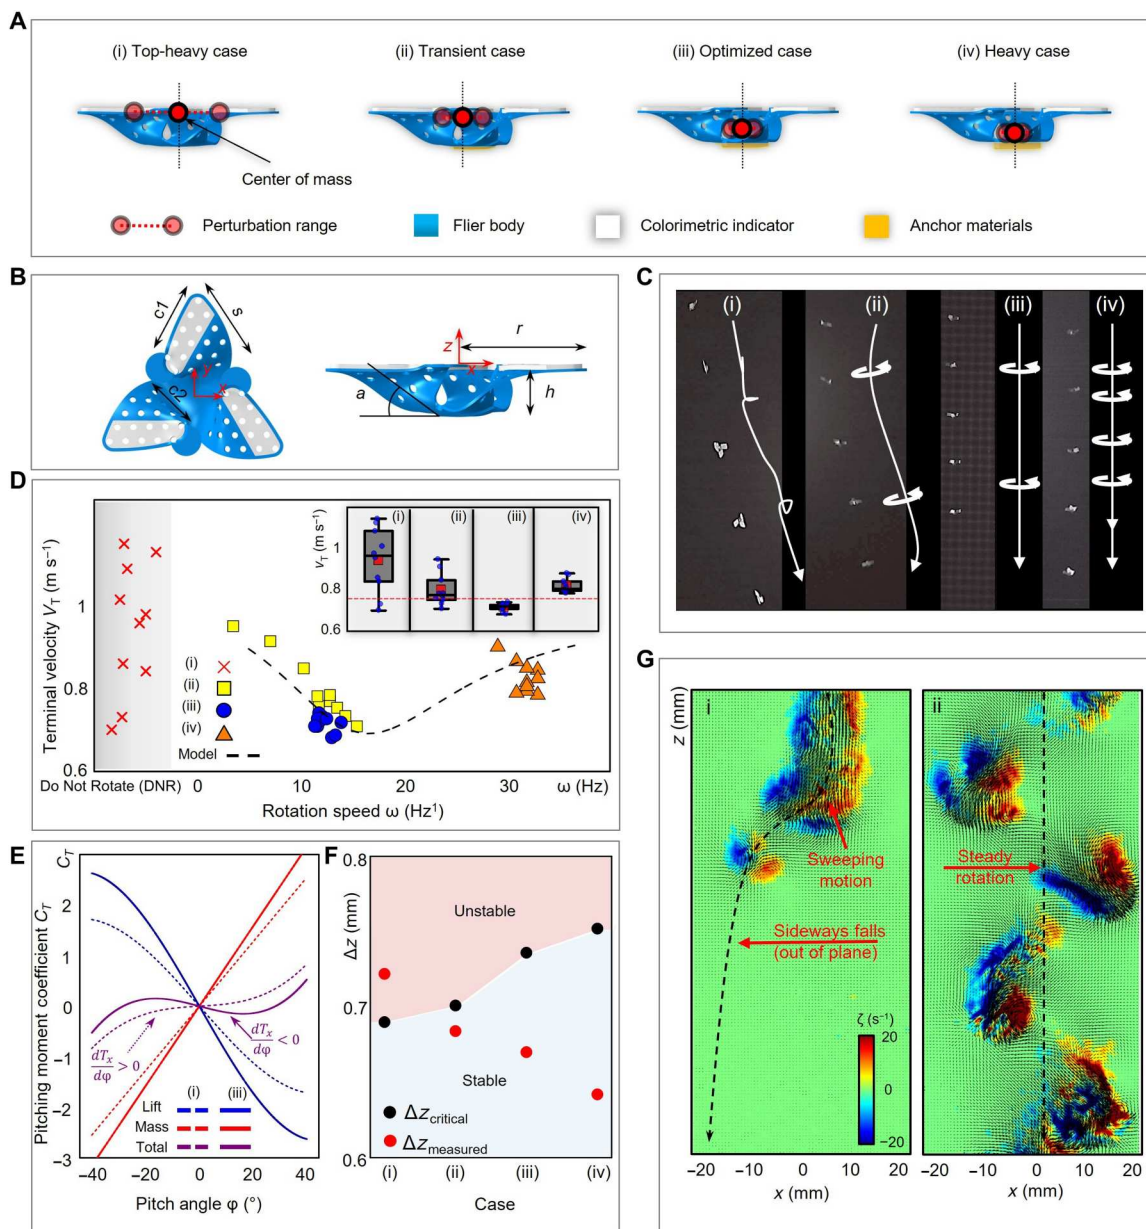 A
(i) Top-heavy case
(ii) Transient case
(iii) Optimized case
(iv) Heavy case
Center of mass
Perturbation range
Flier body
Colorimetric indicator
Anchor materials
B
c1
s
c2
y
x
r
z
x
a
h
C
(i)
(ii)
(iii)
(iv)
D
Terminal velocity V_T (m s⁻¹)
1
0.8
0.6
(i)
(ii)
(iii)
(iv)
Model
v_T (m s⁻¹)
1
0.8
0.6
(i)
(ii)
(iii)
(iv)
Do Not Rotate (DNR)
0
10
20
30
ω (Hz)
Rotation speed ω (Hz¹)
E
C_T
Pitching moment coefficient C_T
2
1
0
−1
−2
−3
dT_x/dφ > 0
dT_x/dφ < 0
(i)
(iii)
Lift
Mass
Total
−40
−20
0
20
40
Pitch angle φ (°)
F
Δz (mm)
0.8
0.7
0.6
Unstable
Stable
Δz_critical
Δz_measured
(i)
(ii)
(iii)
(iv)
Case
G
z (mm)
i
Sweeping
motion
Sideways falls
(out of plane)
ζ (s⁻¹)
20
0
−20
−20
−10
0
10
20
x (mm)
ii
Steady
rotation
−20
−10
0
10
20
x (mm)